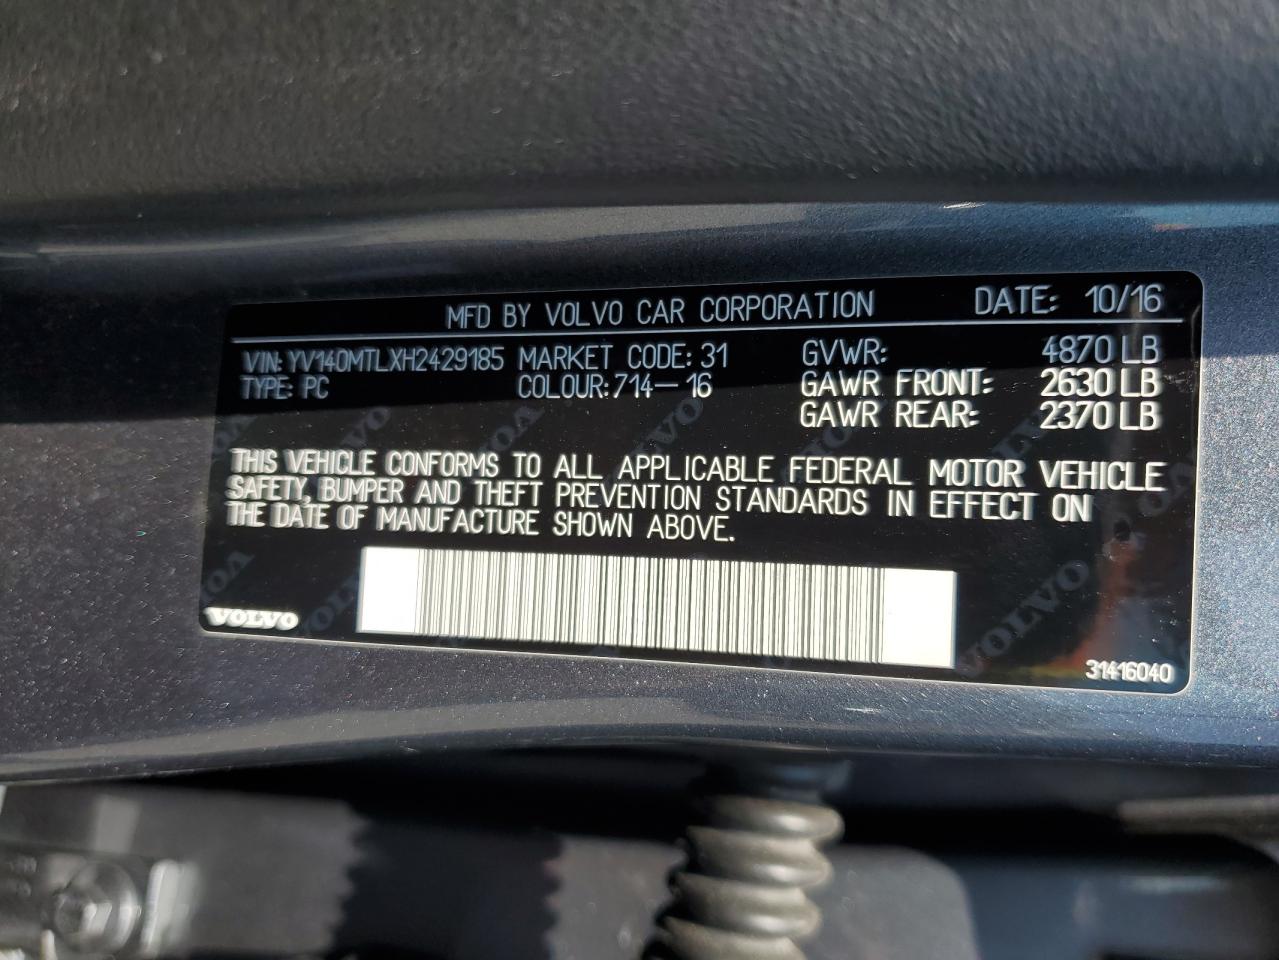 MFD BY VOLVO CAR CORPORATION DATE: 10/16
VIN: YV140MTLXH2429185 MARKET CODE: 31 GVWR: 4870 LB
TYPE: PC COLOUR: 714-16 GAWR FRONT: 2630 LB
GAWR REAR: 2370 LB
THIS VEHICLE CONFORMS TO ALL APPLICABLE FEDERAL MOTOR VEHICLE
SAFETY, BUMPER AND THEFT PREVENTION STANDARDS IN EFFECT ON
THE DATE OF MANUFACTURE SHOWN ABOVE.
VOLVO
31416040